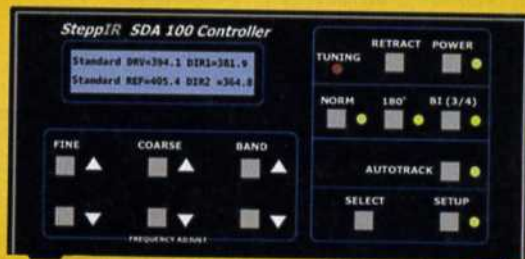 SteppIR SDA 100 Controller
Standard DRV=394.1 DIR1=381.9
Standard REF=405.4 DIR2 =364.8
FINE
COARSE
BAND
FREQUENCY ADJUST
TUNING
RETRACT
POWER
NORM
180°
BI (3/4)
AUTOTRACK
SELECT
SETUP